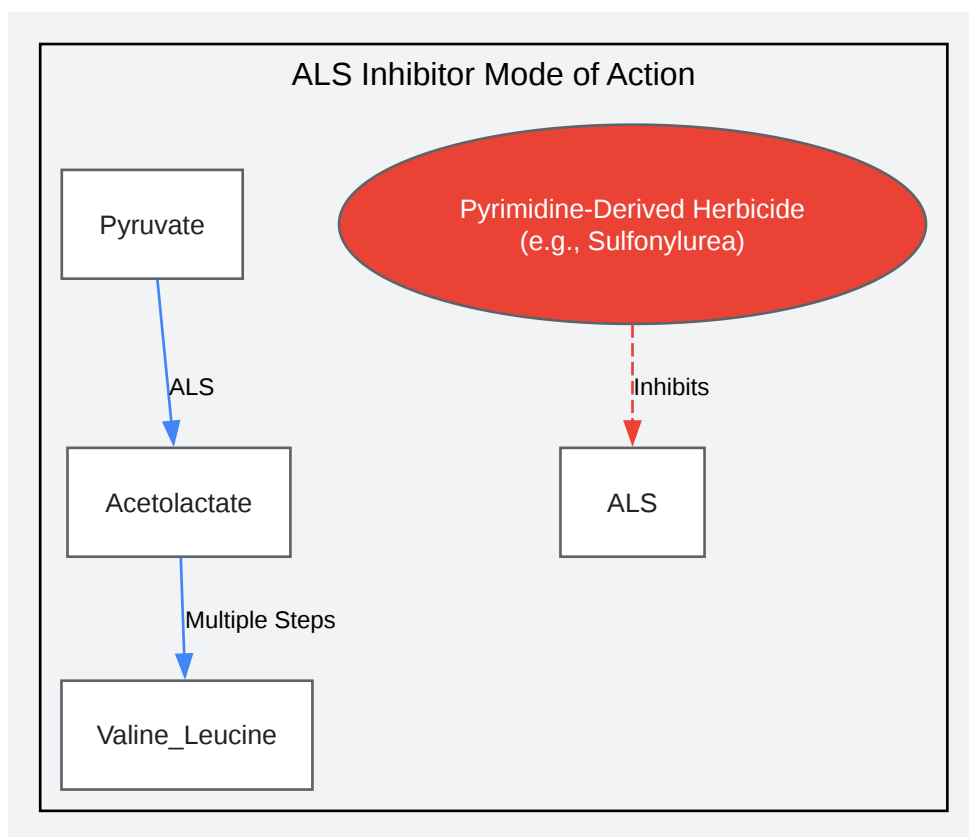 ALS Inhibitor Mode of Action
Pyruvate
Pyrimidine-Derived Herbicide
(e.g., Sulfonylurea)
ALS
Inhibits
Acetolactate
ALS
Multiple Steps
Valine_Leucine